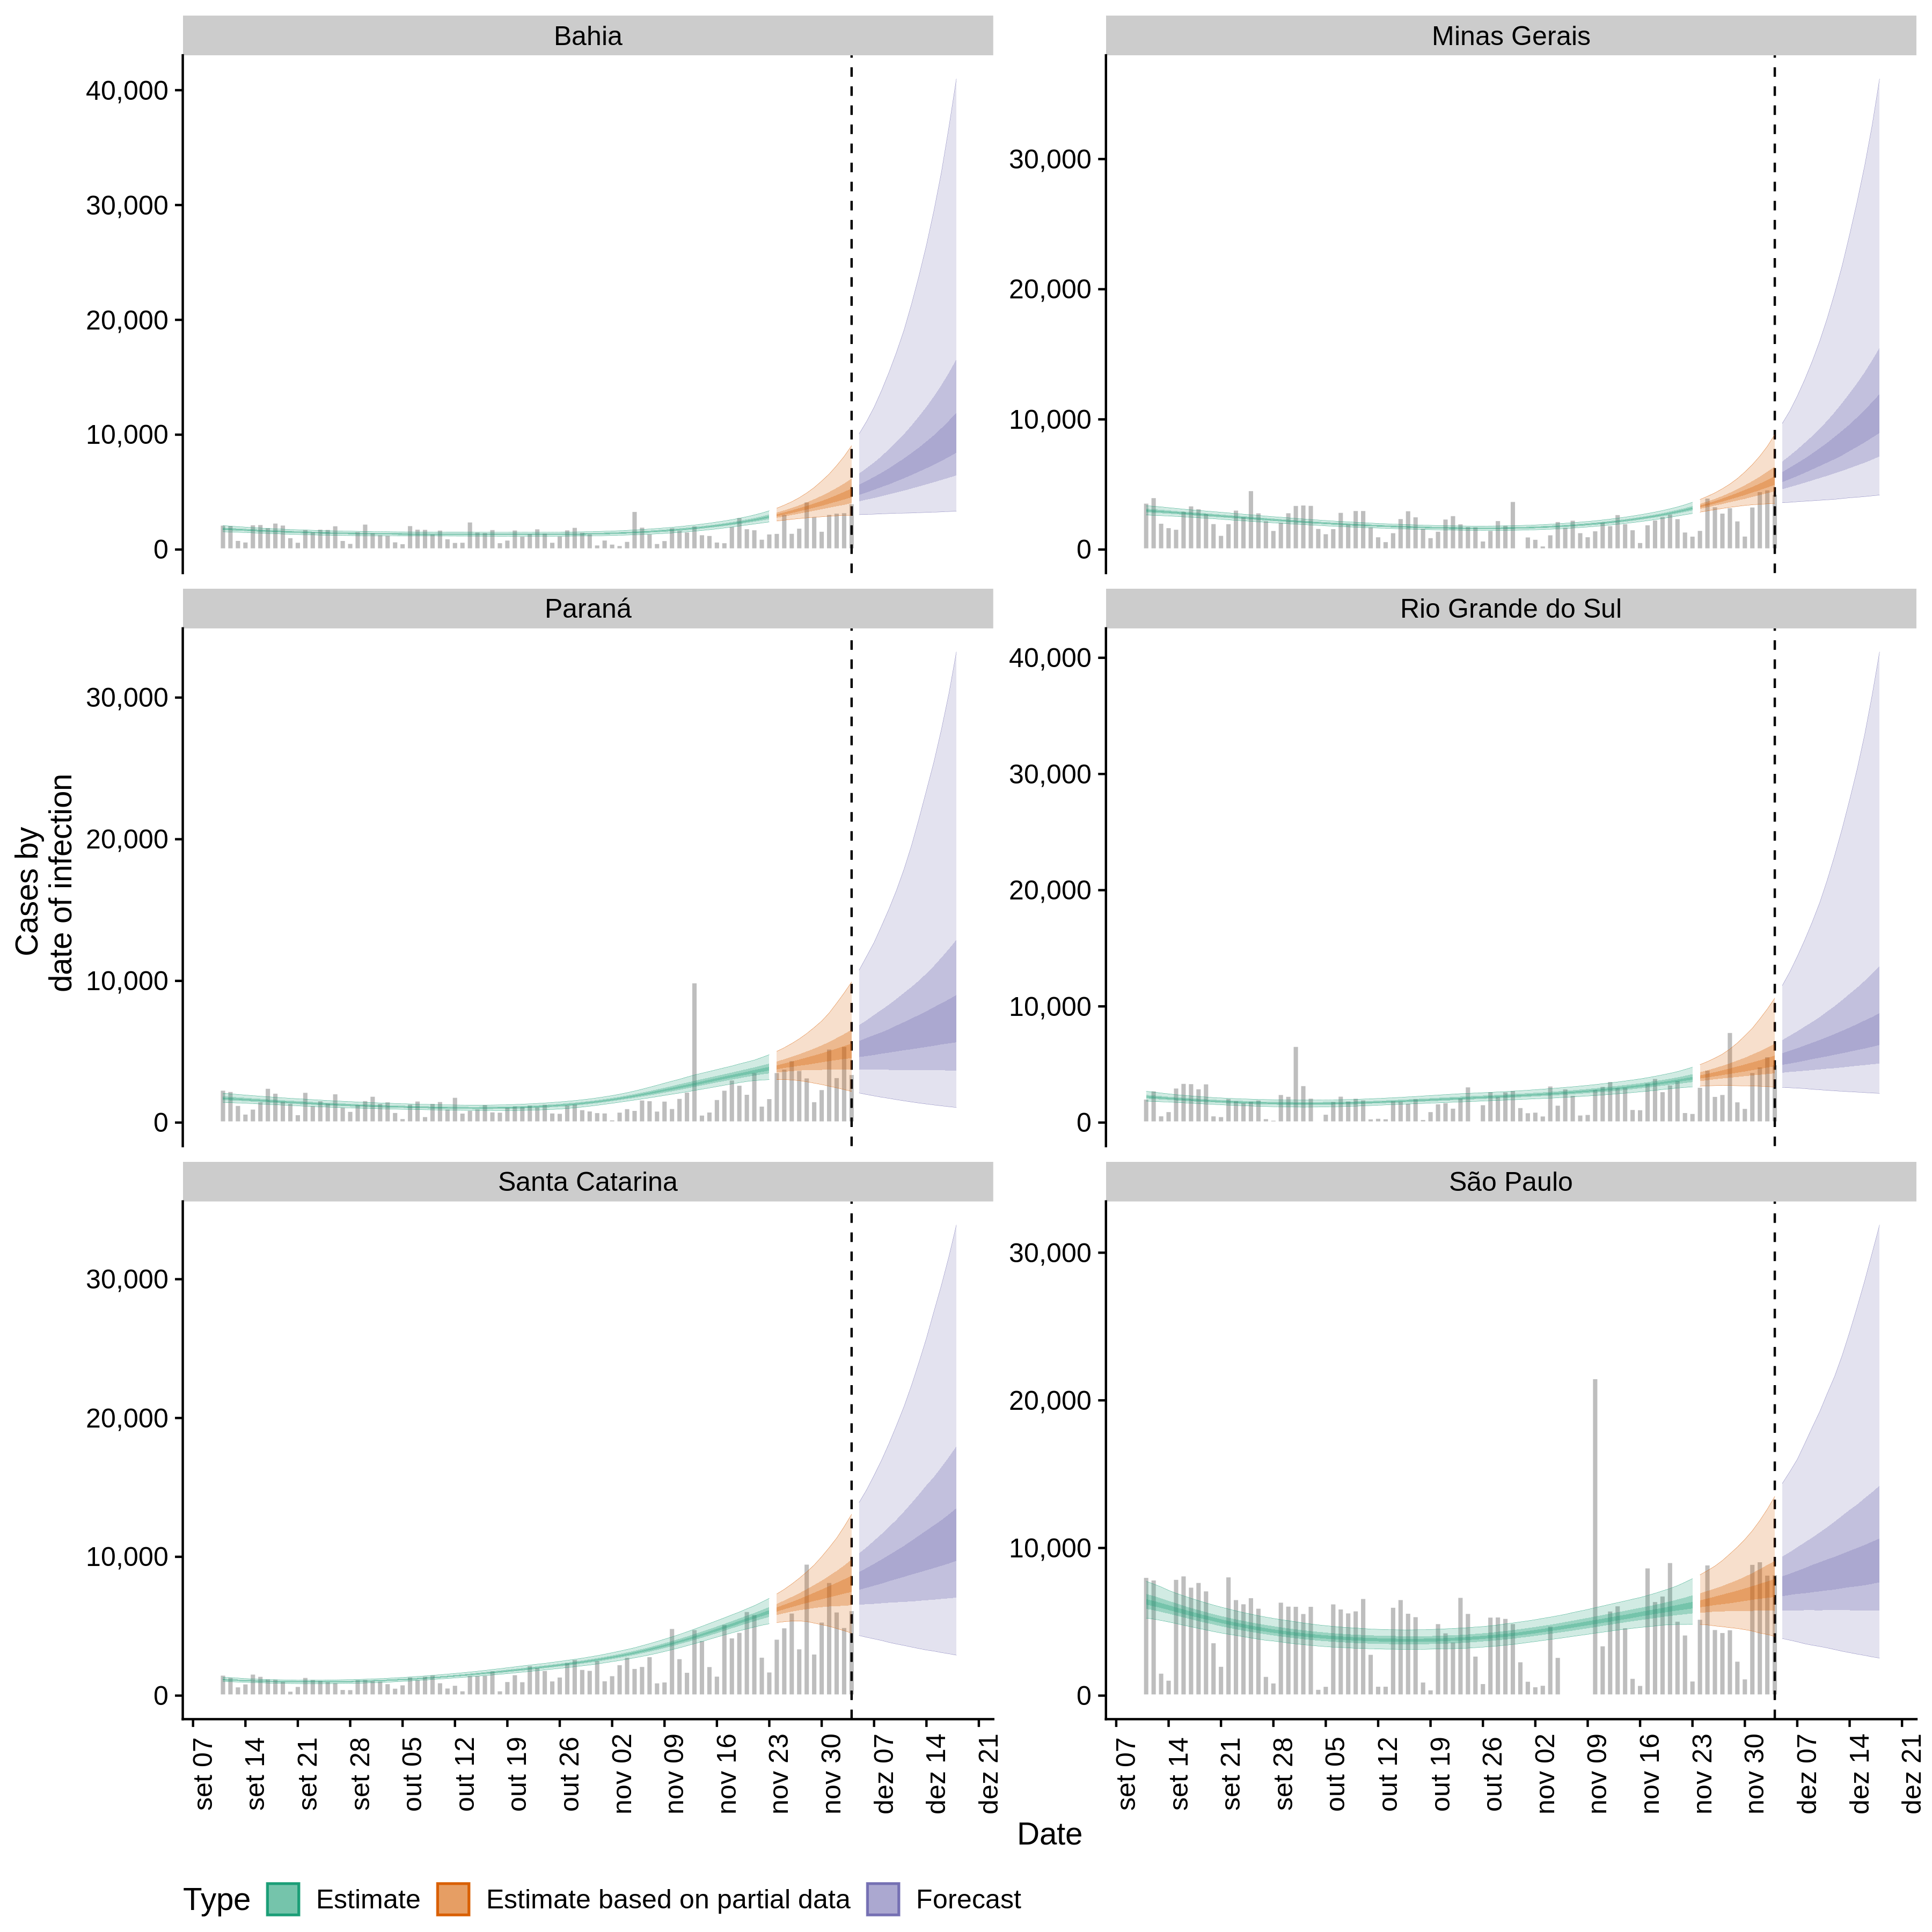 Bahia
Minas Gerais
40,000
30,000
20,000
10,000
0
30,000
20,000
10,000
0
Paraná
Rio Grande do Sul
30,000
20,000
10,000
0
40,000
30,000
20,000
10,000
0
Cases by
date of infection
Santa Catarina
São Paulo
30,000
20,000
10,000
0
30,000
20,000
10,000
0
set 07
set 14
set 21
set 28
out 05
out 12
out 19
out 26
nov 02
nov 09
nov 16
nov 23
nov 30
dez 07
dez 14
dez 21
set 07
set 14
set 21
set 28
out 05
out 12
out 19
out 26
nov 02
nov 09
nov 16
nov 23
nov 30
dez 07
dez 14
dez 21
Date
Type Estimate Estimate based on partial data Forecast